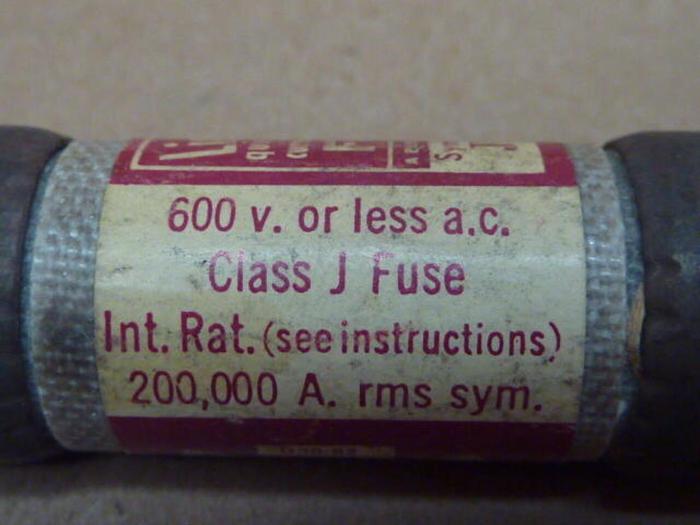 600 v. or less a.c.
Class J Fuse
Int. Rat. (see instructions)
200,000 A. rms sym.